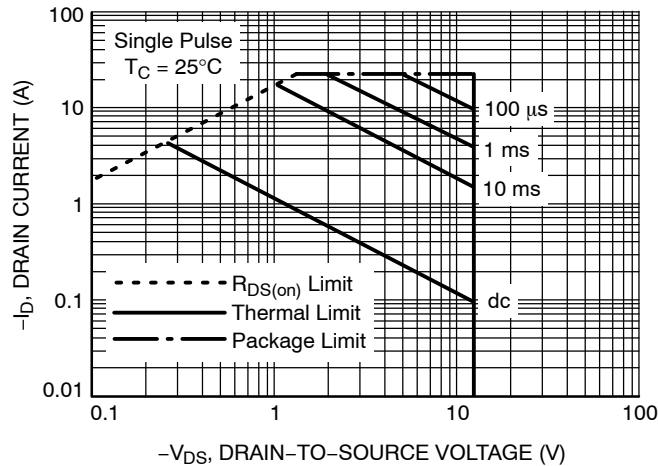 100
10
1
0.1
0.01
−I_D, DRAIN CURRENT (A)
Single Pulse
T_C = 25°C
100 μs
1 ms
10 ms
dc
R_DS(on) Limit
Thermal Limit
Package Limit
0.1
1
10
100
−V_DS, DRAIN−TO−SOURCE VOLTAGE (V)